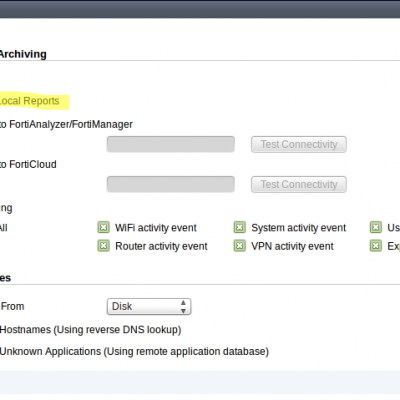 Archiving
Local Reports
to FortiAnalyzer/FortiManager
Test Connectivity
to FortiCloud
Test Connectivity
ng
All WiFi activity event System activity event Us
Router activity event VPN activity event Ex
es
From Disk
Hostnames (Using reverse DNS lookup)
Unknown Applications (Using remote application database)